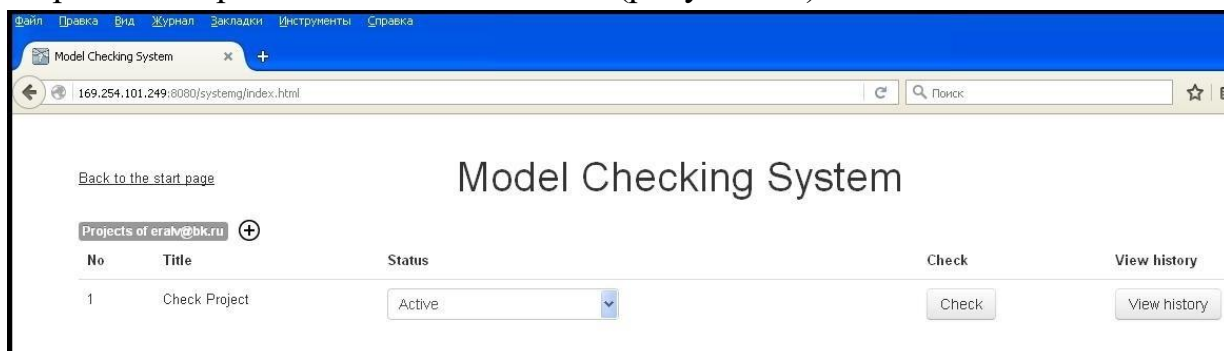 Файл Правка Вид Журнал Закладки Инструменты Справка
Model Checking System × +
169.254.101.249:8080/systemg/index.html Поиск
Back to the start page
Model Checking System
Projects of eralv@bk.ru
No Title Status Check View history
1 Check Project Active Check View history